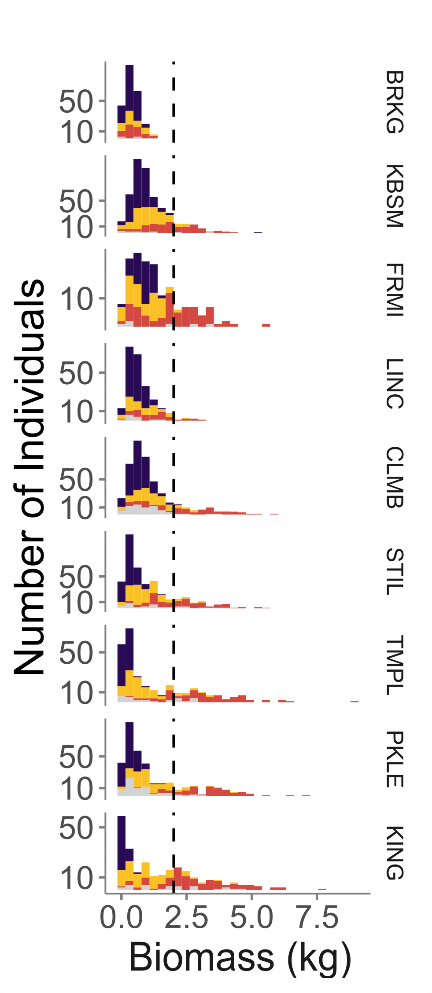 BRKG
50
10
KBSM
50
10
FRMI
10
LINC
50
10
CLMB
50
10
STIL
50
10
TMPL
50
10
PKLE
50
10
KING
50
10
Number of Individuals
0.0 2.5 5.0 7.5
Biomass (kg)